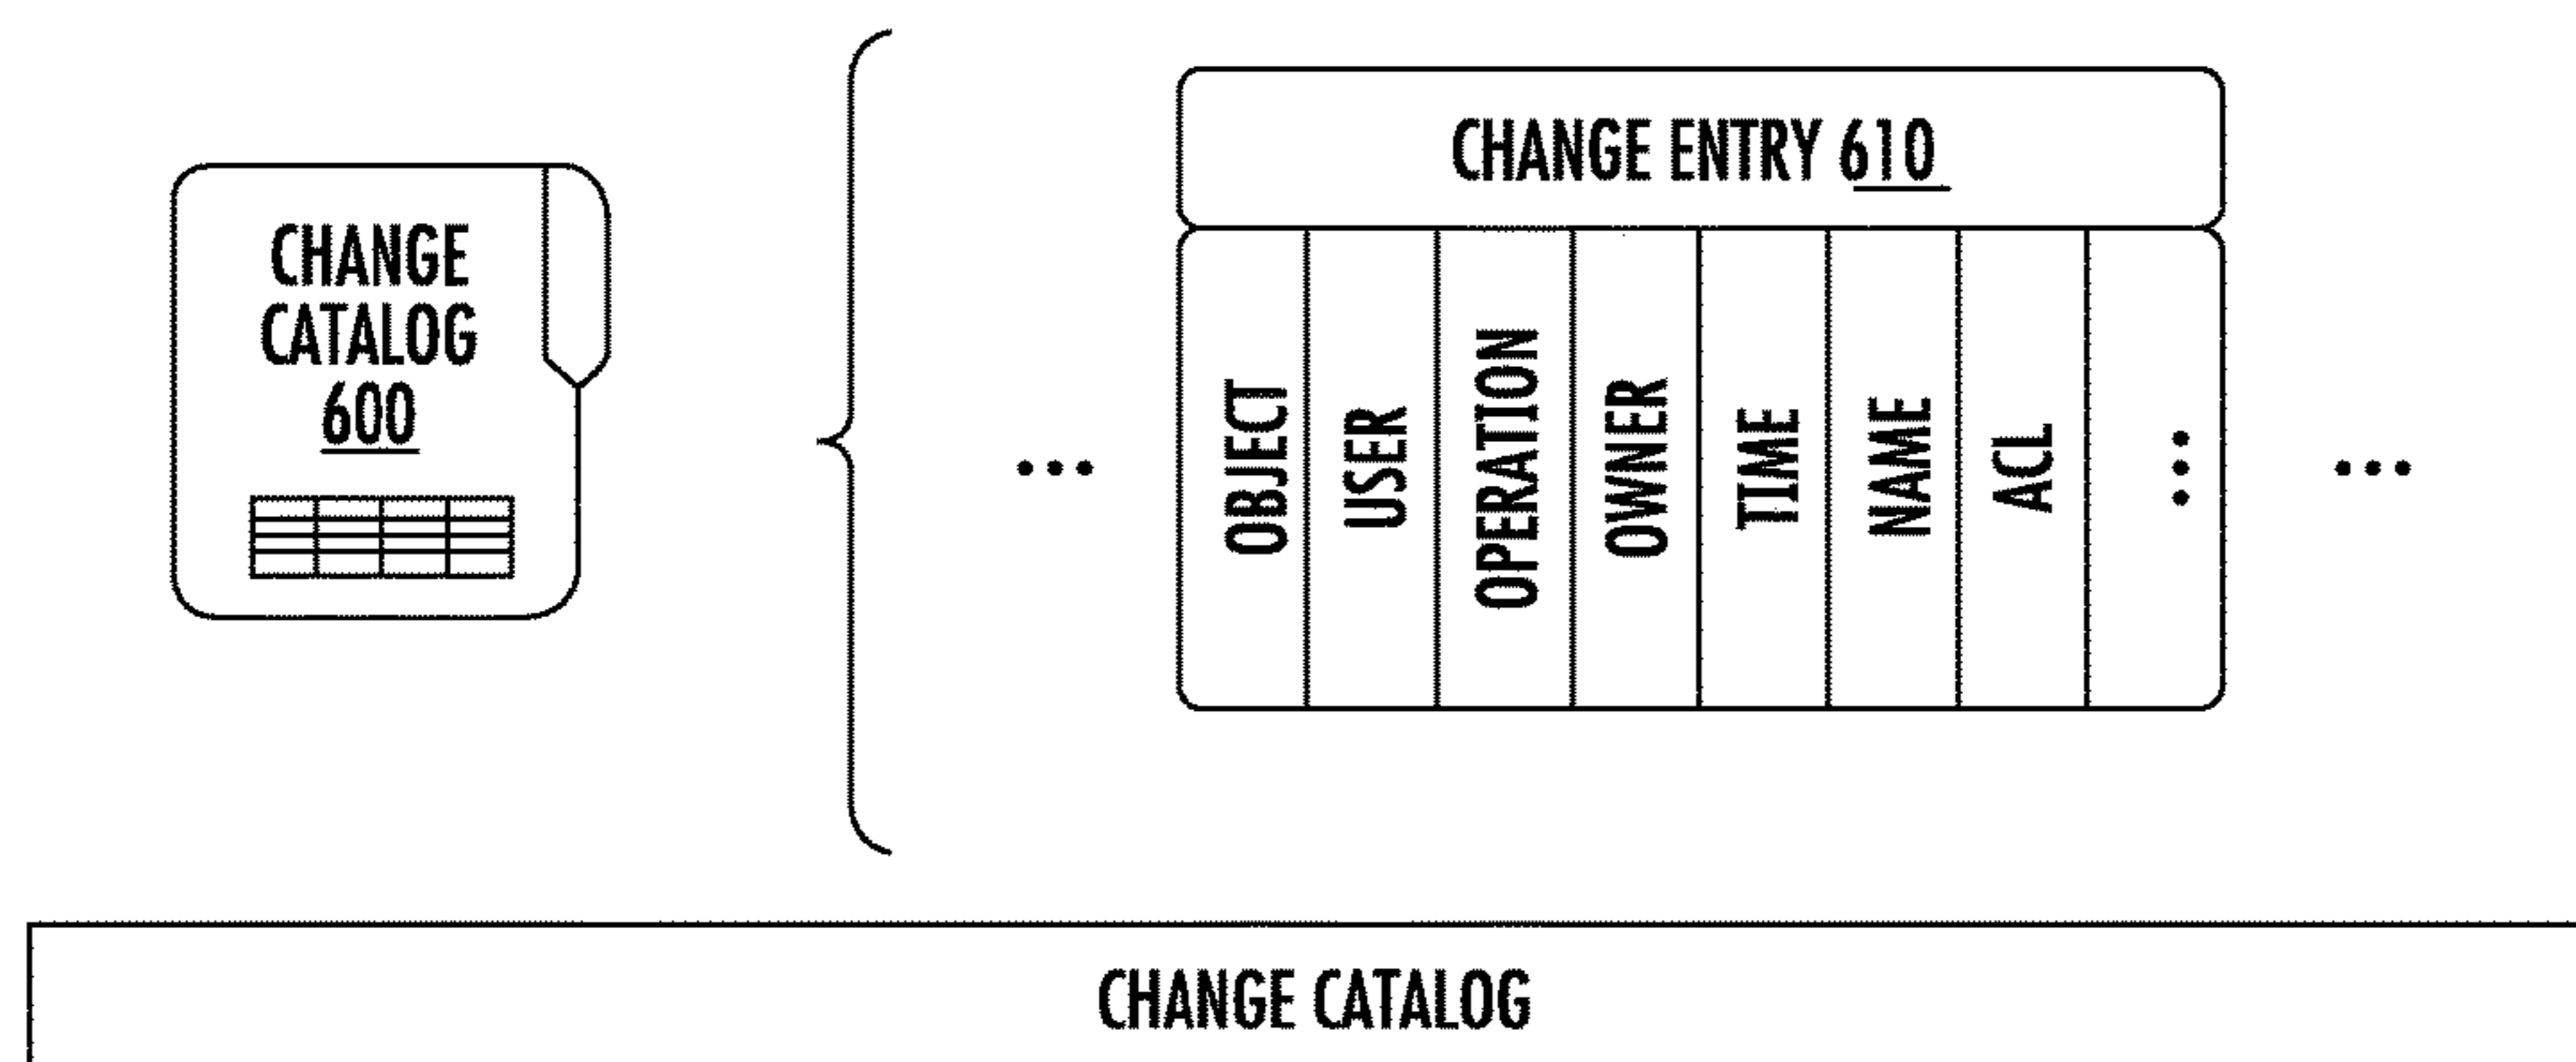 CHANGE
CATALOG
600
CHANGE ENTRY 610
OBJECT
USER
OPERATION
OWNER
TIME
NAME
ACL
CHANGE CATALOG